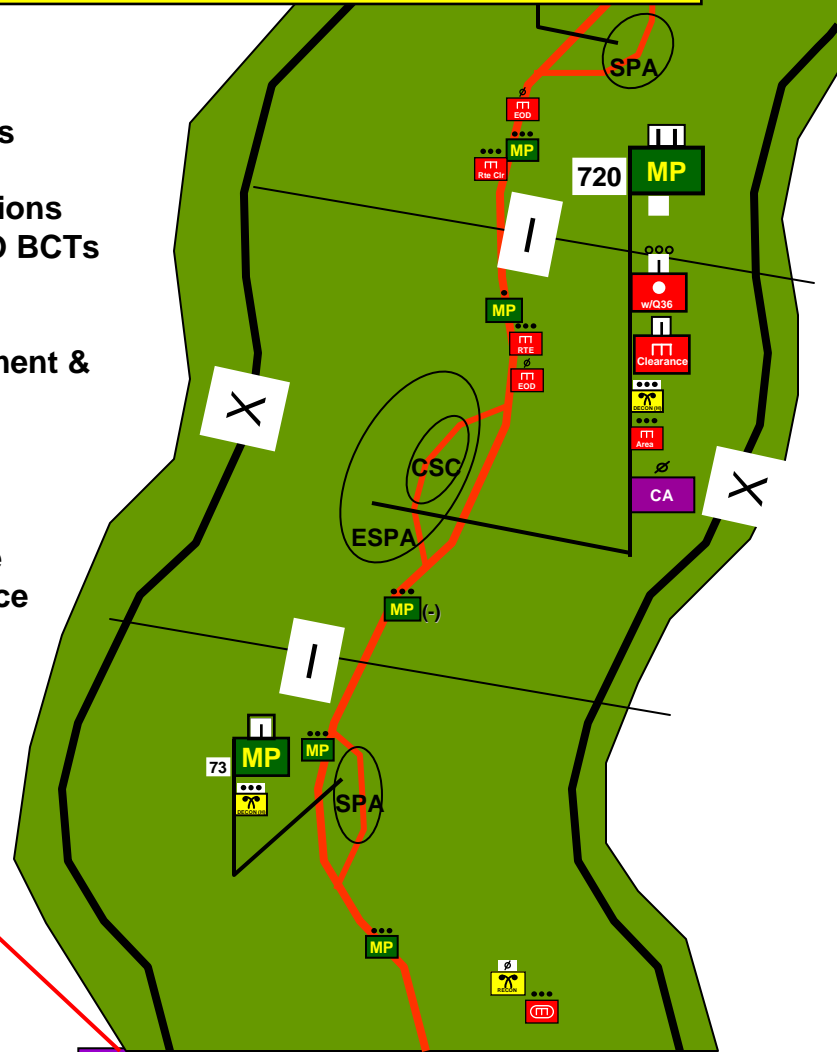 SPA
s
EOD
MP
Rte Clr
720
MP
ions
O BCTs
MP
w/Q36
RTE
Clearance
ment &
EOD
DECON (H)
X
Area
CSC
X
CA
ESPA
e
ce
MP (-)
MP
73
MP
DECON (H)
SPA
MP
RECON